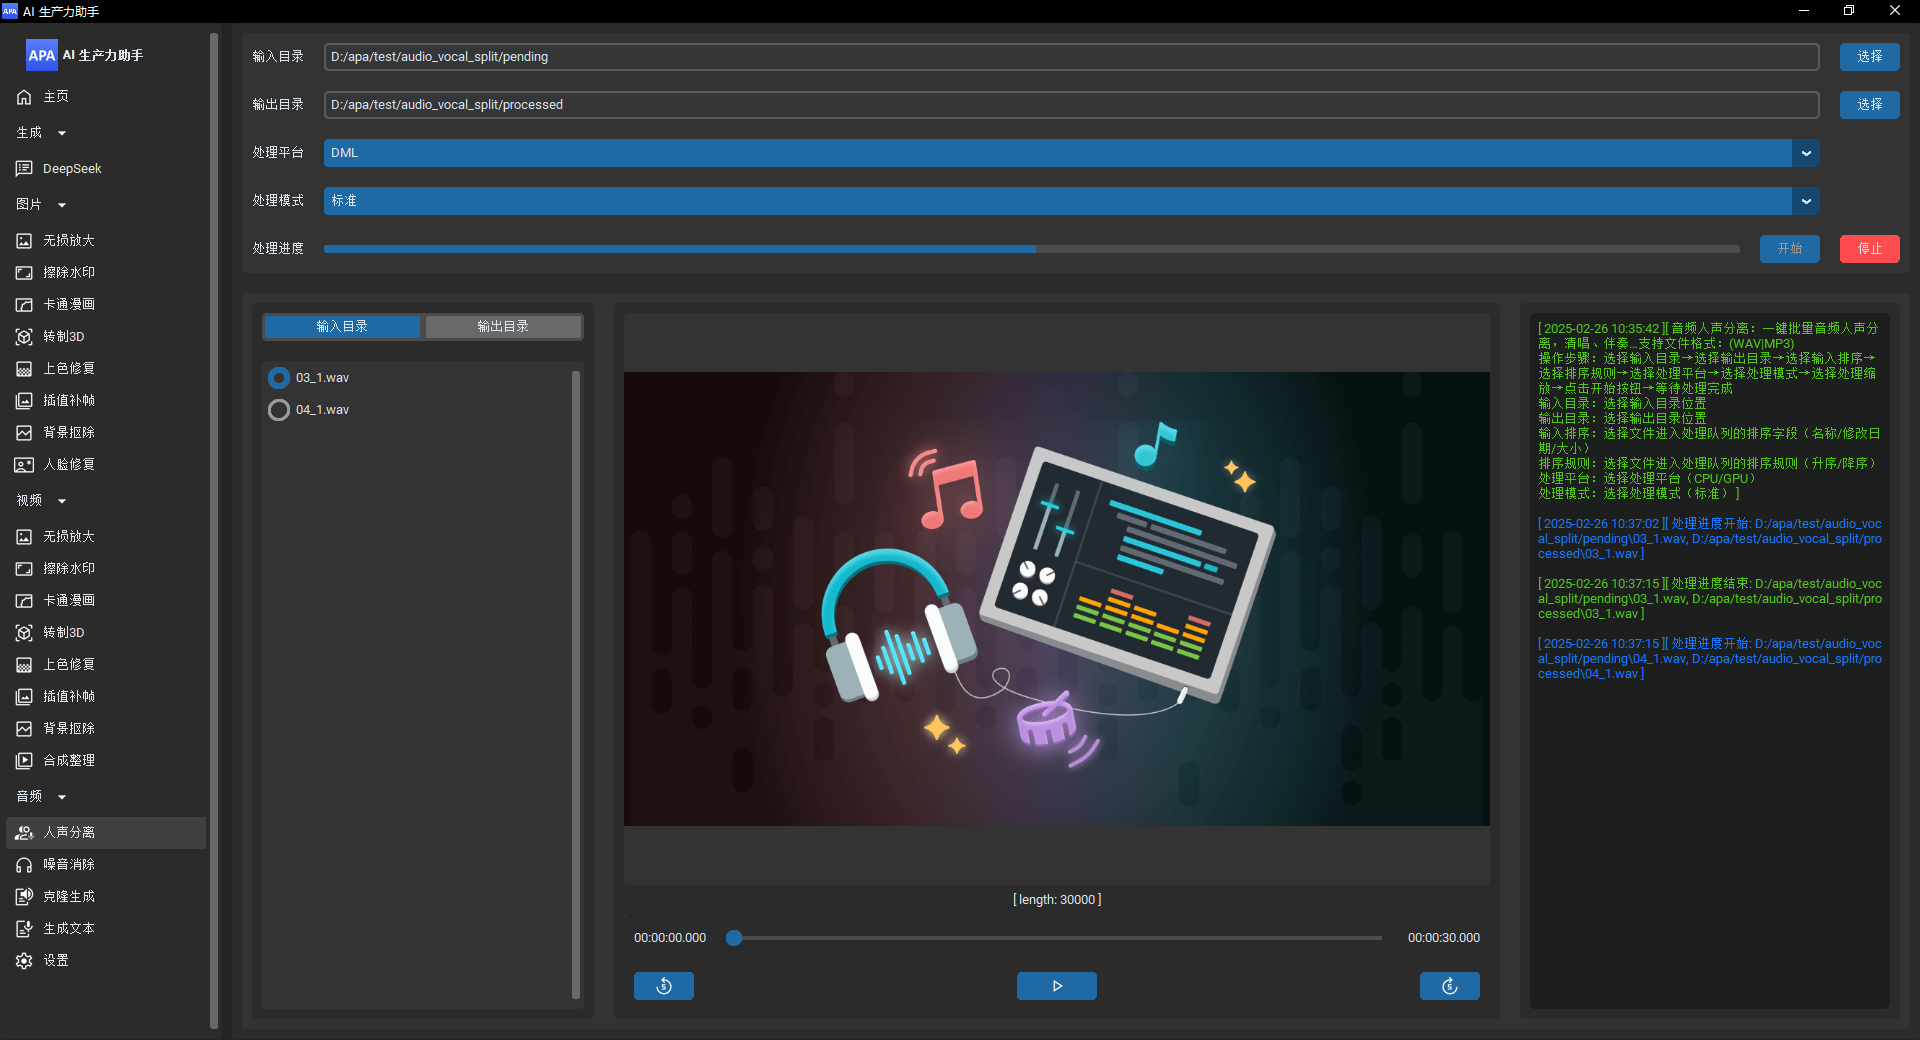 APA AI 生产力助手
APA AI 生产力助手
主页
生成
DeepSeek
图片
无损放大
擦除水印
卡通漫画
转制3D
上色修复
插值补帧
背景抠除
人脸修复
视频
无损放大
擦除水印
卡通漫画
转制3D
上色修复
插值补帧
背景抠除
合成整理
音频
人声分离
噪音消除
克隆生成
生成文本
设置
输入目录 D:/apa/test/audio_vocal_split/pending 选择
输出目录 D:/apa/test/audio_vocal_split/processed 选择
处理平台 DML
处理模式 标准
处理进度 开始 停止
输入目录 输出目录
03_1.wav
04_1.wav
[ length: 30000 ]
00:00:00.000 00:00:30.000
5 5
[ 2025-02-26 10:35:42 ][ 音频人声分离：一键批量音频人声分
离，清唱、伴奏...支持文件格式：(WAV|MP3)
操作步骤：选择输入目录→选择输出目录→选择输入排序→
选择排序规则→选择处理平台→选择处理模式→选择处理缩
放→点击开始按钮→等待处理完成
输入目录：选择输入目录位置
输出目录：选择输出目录位置
输入排序：选择文件进入处理队列的排序字段（名称/修改日
期/大小）
排序规则：选择文件进入处理队列的排序规则（升序/降序）
处理平台：选择处理平台（CPU/GPU）
处理模式：选择处理模式（标准）]
[ 2025-02-26 10:37:02 ][ 处理进度开始: D:/apa/test/audio_voc
al_split/pending\03_1.wav, D:/apa/test/audio_vocal_split/pro
cessed\03_1.wav ]
[ 2025-02-26 10:37:15 ][ 处理进度结束: D:/apa/test/audio_voc
al_split/pending\03_1.wav, D:/apa/test/audio_vocal_split/pro
cessed\03_1.wav ]
[ 2025-02-26 10:37:15 ][ 处理进度开始: D:/apa/test/audio_voc
al_split/pending\04_1.wav, D:/apa/test/audio_vocal_split/pro
cessed\04_1.wav ]